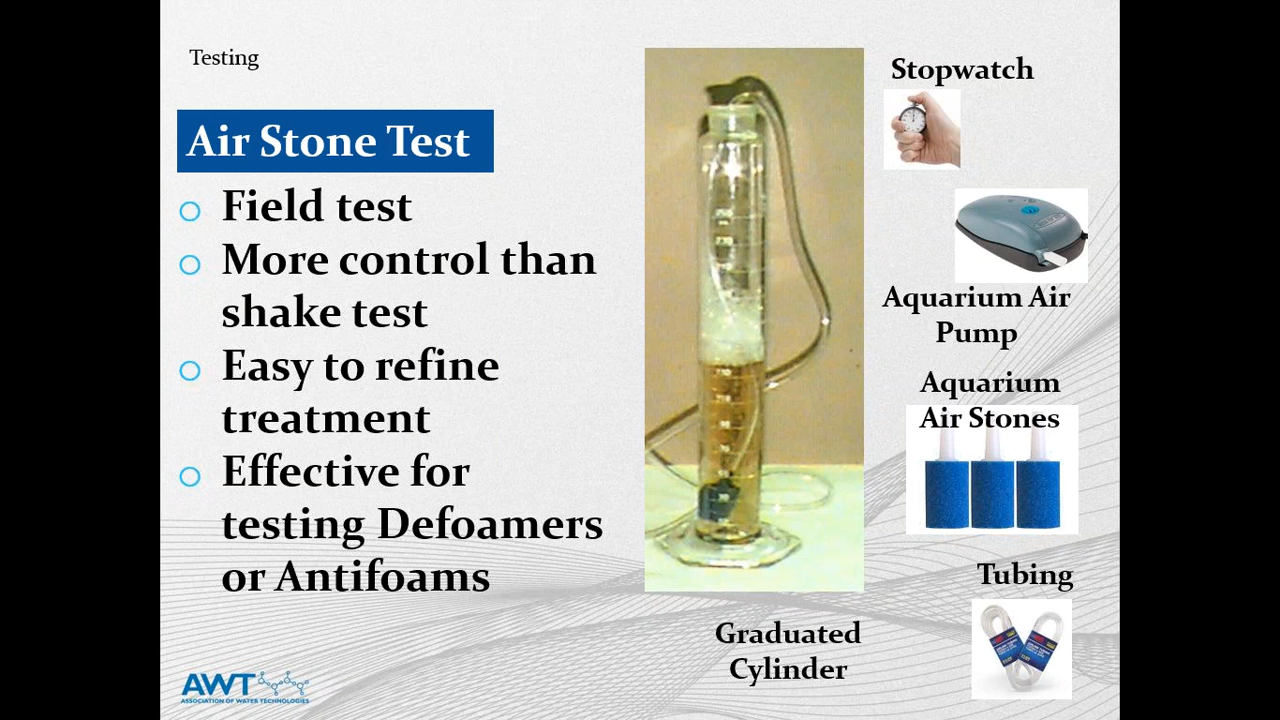 Testing
Air Stone Test
Field test
More control than
shake test
Easy to refine
treatment
Effective for
testing Defoamers
or Antifoams
Stopwatch
Aquarium Air
Pump
Aquarium
Air Stones
Tubing
Graduated
Cylinder
AWT
ASSOCIATION OF WATER TECHNOLOGIES